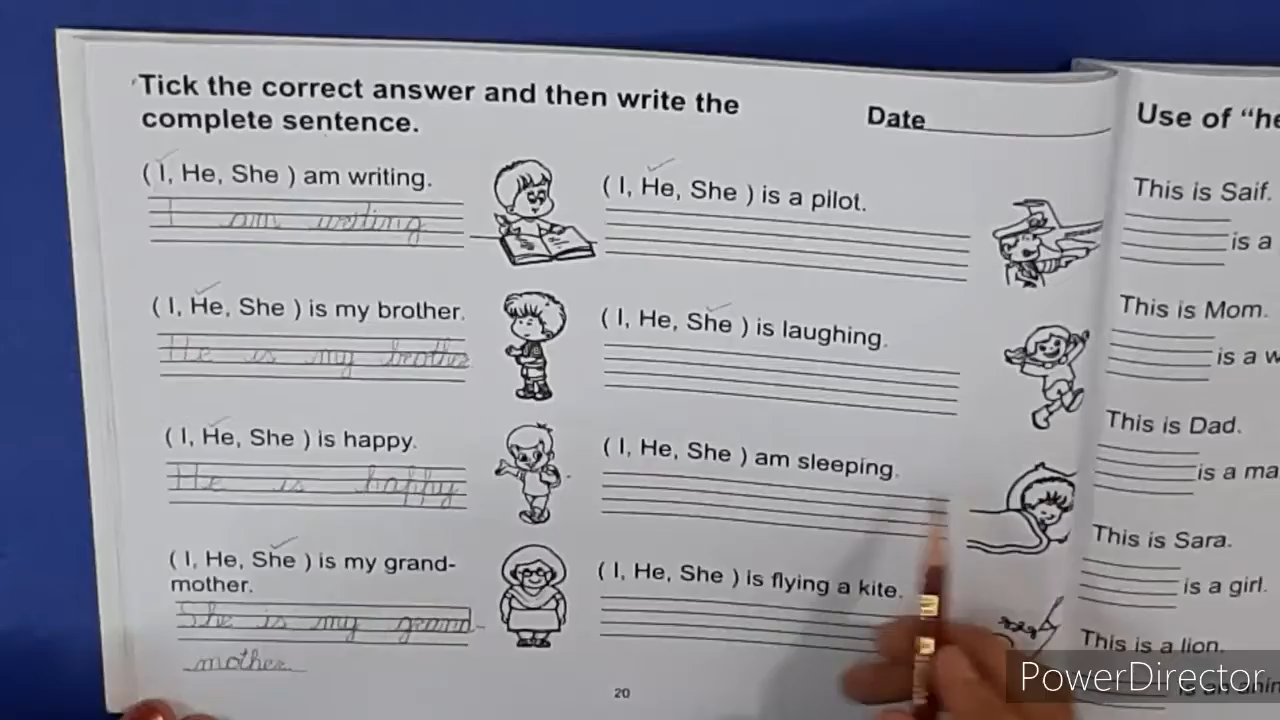 Tick the correct answer and then write the
complete sentence.
Date
( I, He, She ) am writing.
I am writing
( I, He, She ) is my brother.
He is my brother
( I, He, She ) is happy.
He is happy
( I, He, She ) is my grand-
mother.
She is my grand-
mother
( I, He, She ) is a pilot.
( I, He, She ) is laughing.
( I, He, She ) am sleeping.
( I, He, She ) is flying a kite.
20
Use of “he
This is Saif.
is a
This is Mom.
is a w
This is Dad.
is a ma
This is Sara.
is a girl.
This is a lion.
is an anim
PowerDirector